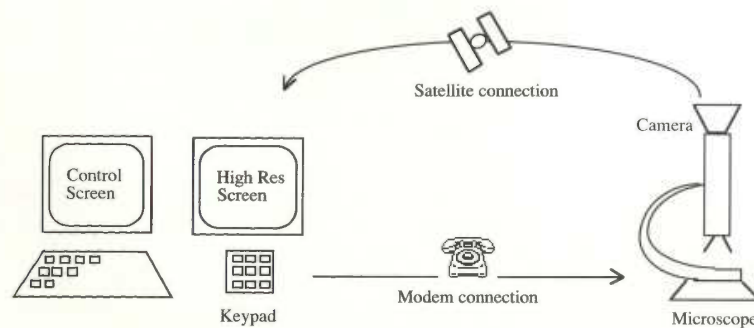 Satellite connection
Camera
Control
Screen
High Res
Screen
Keypad
Modem connection
Microscope